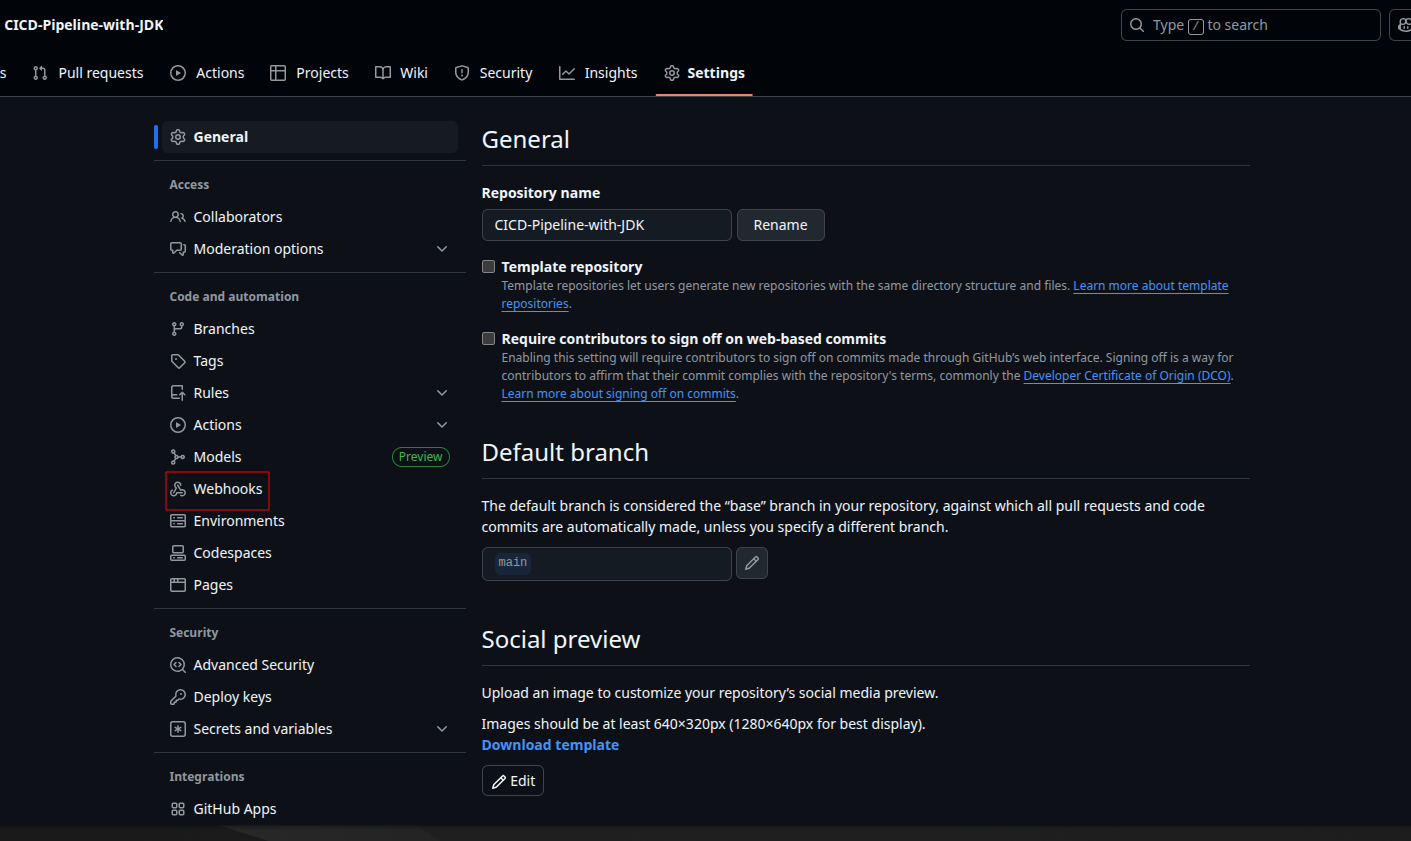 CICD-Pipeline-with-JDK
Type / to search
s Pull requests Actions Projects Wiki Security Insights Settings
General
Access
Collaborators
Moderation options
Code and automation
Branches
Tags
Rules
Actions
Models Preview
Webhooks
Environments
Codespaces
Pages
Security
Advanced Security
Deploy keys
Secrets and variables
Integrations
GitHub Apps
General
Repository name
CICD-Pipeline-with-JDK Rename
Template repository
Template repositories let users generate new repositories with the same directory structure and files. Learn more about template
repositories.
Require contributors to sign off on web-based commits
Enabling this setting will require contributors to sign off on commits made through GitHub’s web interface. Signing off is a way for
contributors to affirm that their commit complies with the repository's terms, commonly the Developer Certificate of Origin (DCO).
Learn more about signing off on commits.
Default branch
The default branch is considered the “base” branch in your repository, against which all pull requests and code
commits are automatically made, unless you specify a different branch.
main
Social preview
Upload an image to customize your repository’s social media preview.
Images should be at least 640×320px (1280×640px for best display).
Download template
Edit